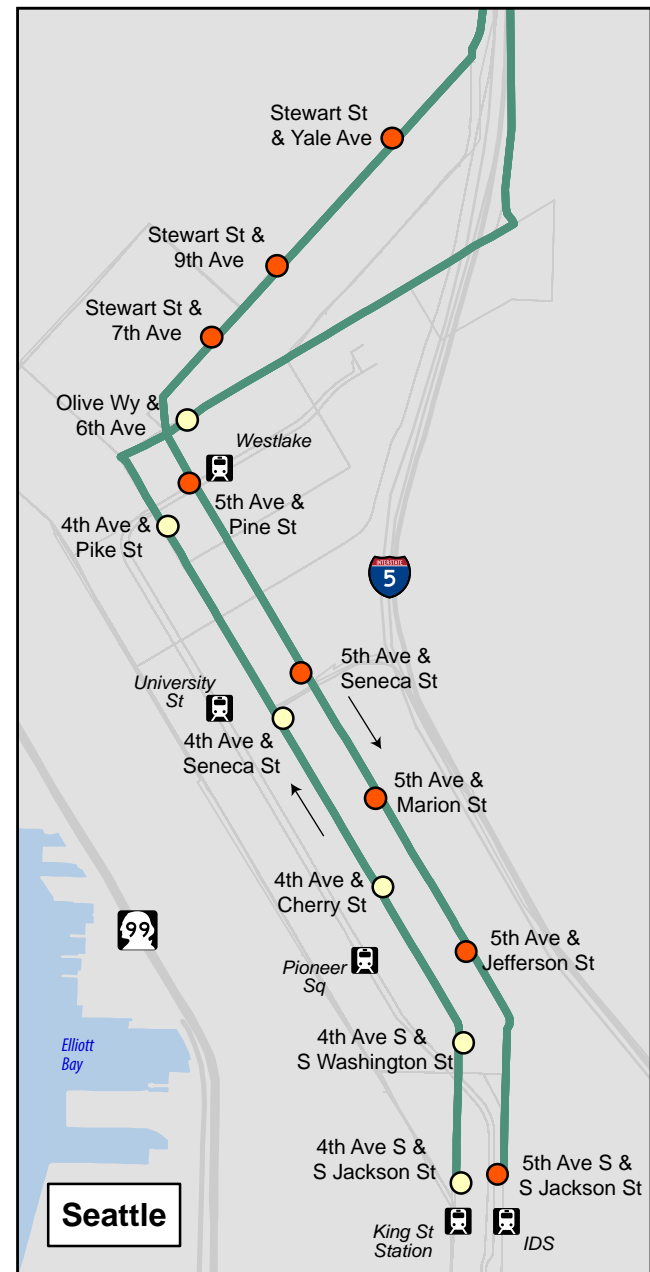 Stewart St
& Yale Ave
Stewart St &
9th Ave
Stewart St &
7th Ave
Olive Wy &
6th Ave
Westlake
5th Ave &
Pine St
4th Ave &
Pike St
INTERSTATE
5
5th Ave &
Seneca St
University
St
4th Ave &
Seneca St
5th Ave &
Marion St
4th Ave &
Cherry St
99
5th Ave &
Jefferson St
Pioneer
Sq
4th Ave S &
S Washington St
Elliott
Bay
4th Ave S &
S Jackson St
5th Ave S &
S Jackson St
Seattle
King St
Station
IDS